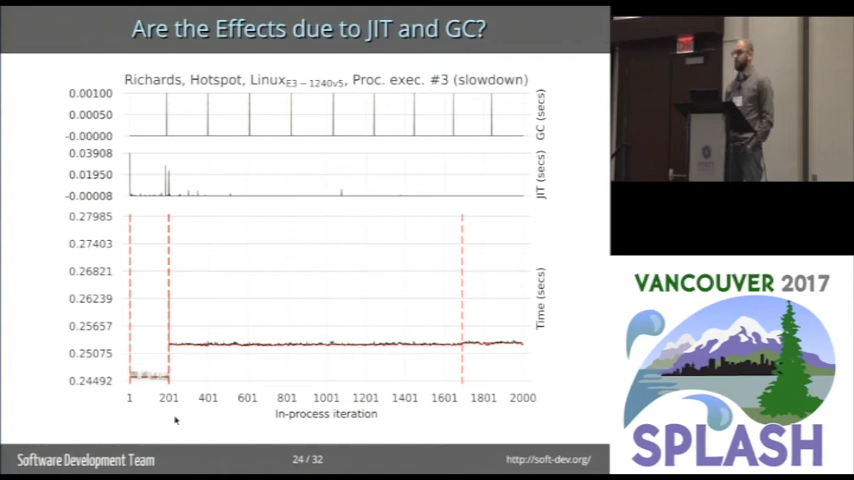 Are the Effects due to JIT and GC?
Richards, Hotspot, LinuxE3−1240v5, Proc. exec. #3 (slowdown)
0.00100
0.00050
-0.00000
GC (secs)
0.03908
0.01950
-0.00008
JIT (secs)
0.27985
0.27403
0.26821
0.26239
0.25657
0.25075
0.24492
Time (secs)
1 201 401 601 801 1001 1201 1401 1601 1801 2000
In-process iteration
Software Development Team
24 / 32
http://soft-dev.org/
VANCOUVER 2017
SPLASH